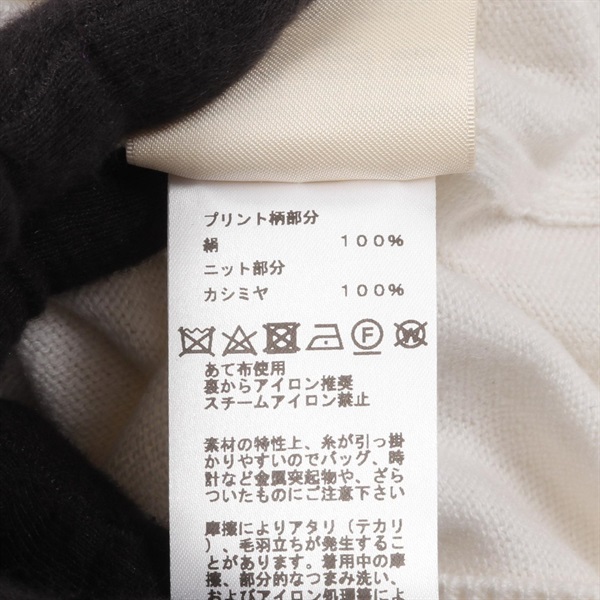 プリント柄部分
絹 100%
ニット部分
カシミヤ 100%
F W
あて布使用
裏からアイロン推奨
スチームアイロン禁止
素材の特性上、糸が引っ掛
かりやすいのでバッグ、時
計など金属突起物や、ざら
ついたものにご注意下さい
摩擦によりアタリ(テカリ
)、毛羽立ちが発生するこ
とがあります。着用中の摩
擦、部分的なつまみ洗い、
およびアイロン処理等によ